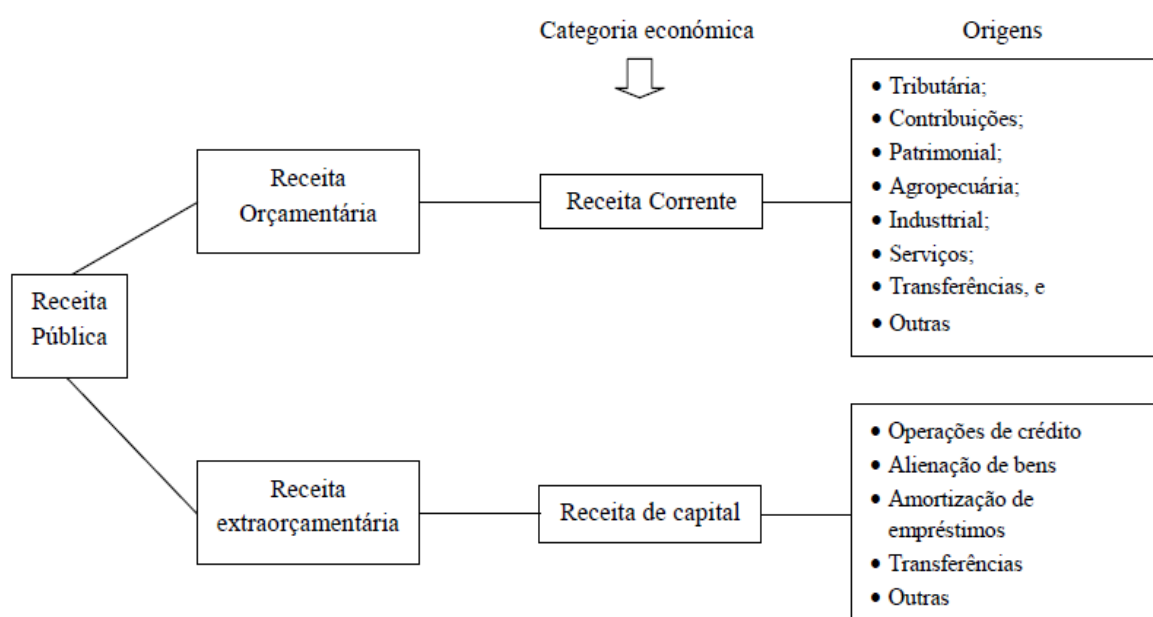 Categoria económica
Origens
Receita
Pública
Receita
Orçamentária
Receita Corrente
• Tributária;
• Contribuições;
• Patrimonial;
• Agropecuária;
• Industtrial;
• Serviços;
• Transferências, e
• Outras
Receita
extraorçamentária
Receita de capital
• Operações de crédito
• Alienação de bens
• Amortização de
empréstimos
• Transferências
• Outras